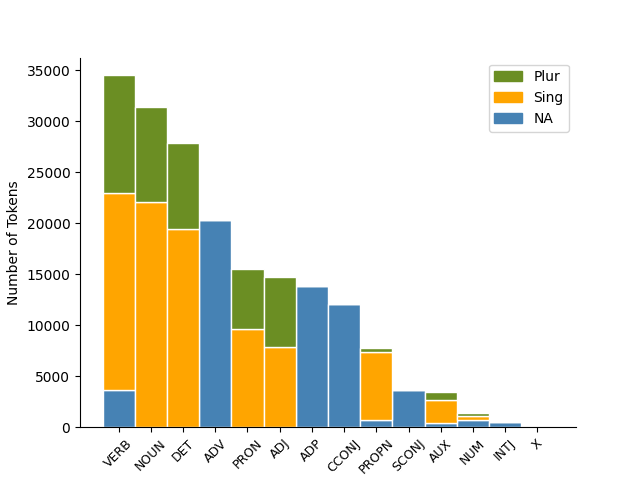 Plur
Sing
NA
Number of Tokens
35000
30000
25000
20000
15000
10000
5000
0
VERB
NOUN
DET
ADV
PRON
ADJ
ADP
CCONJ
PROPN
SCONJ
AUX
NUM
INTJ
X